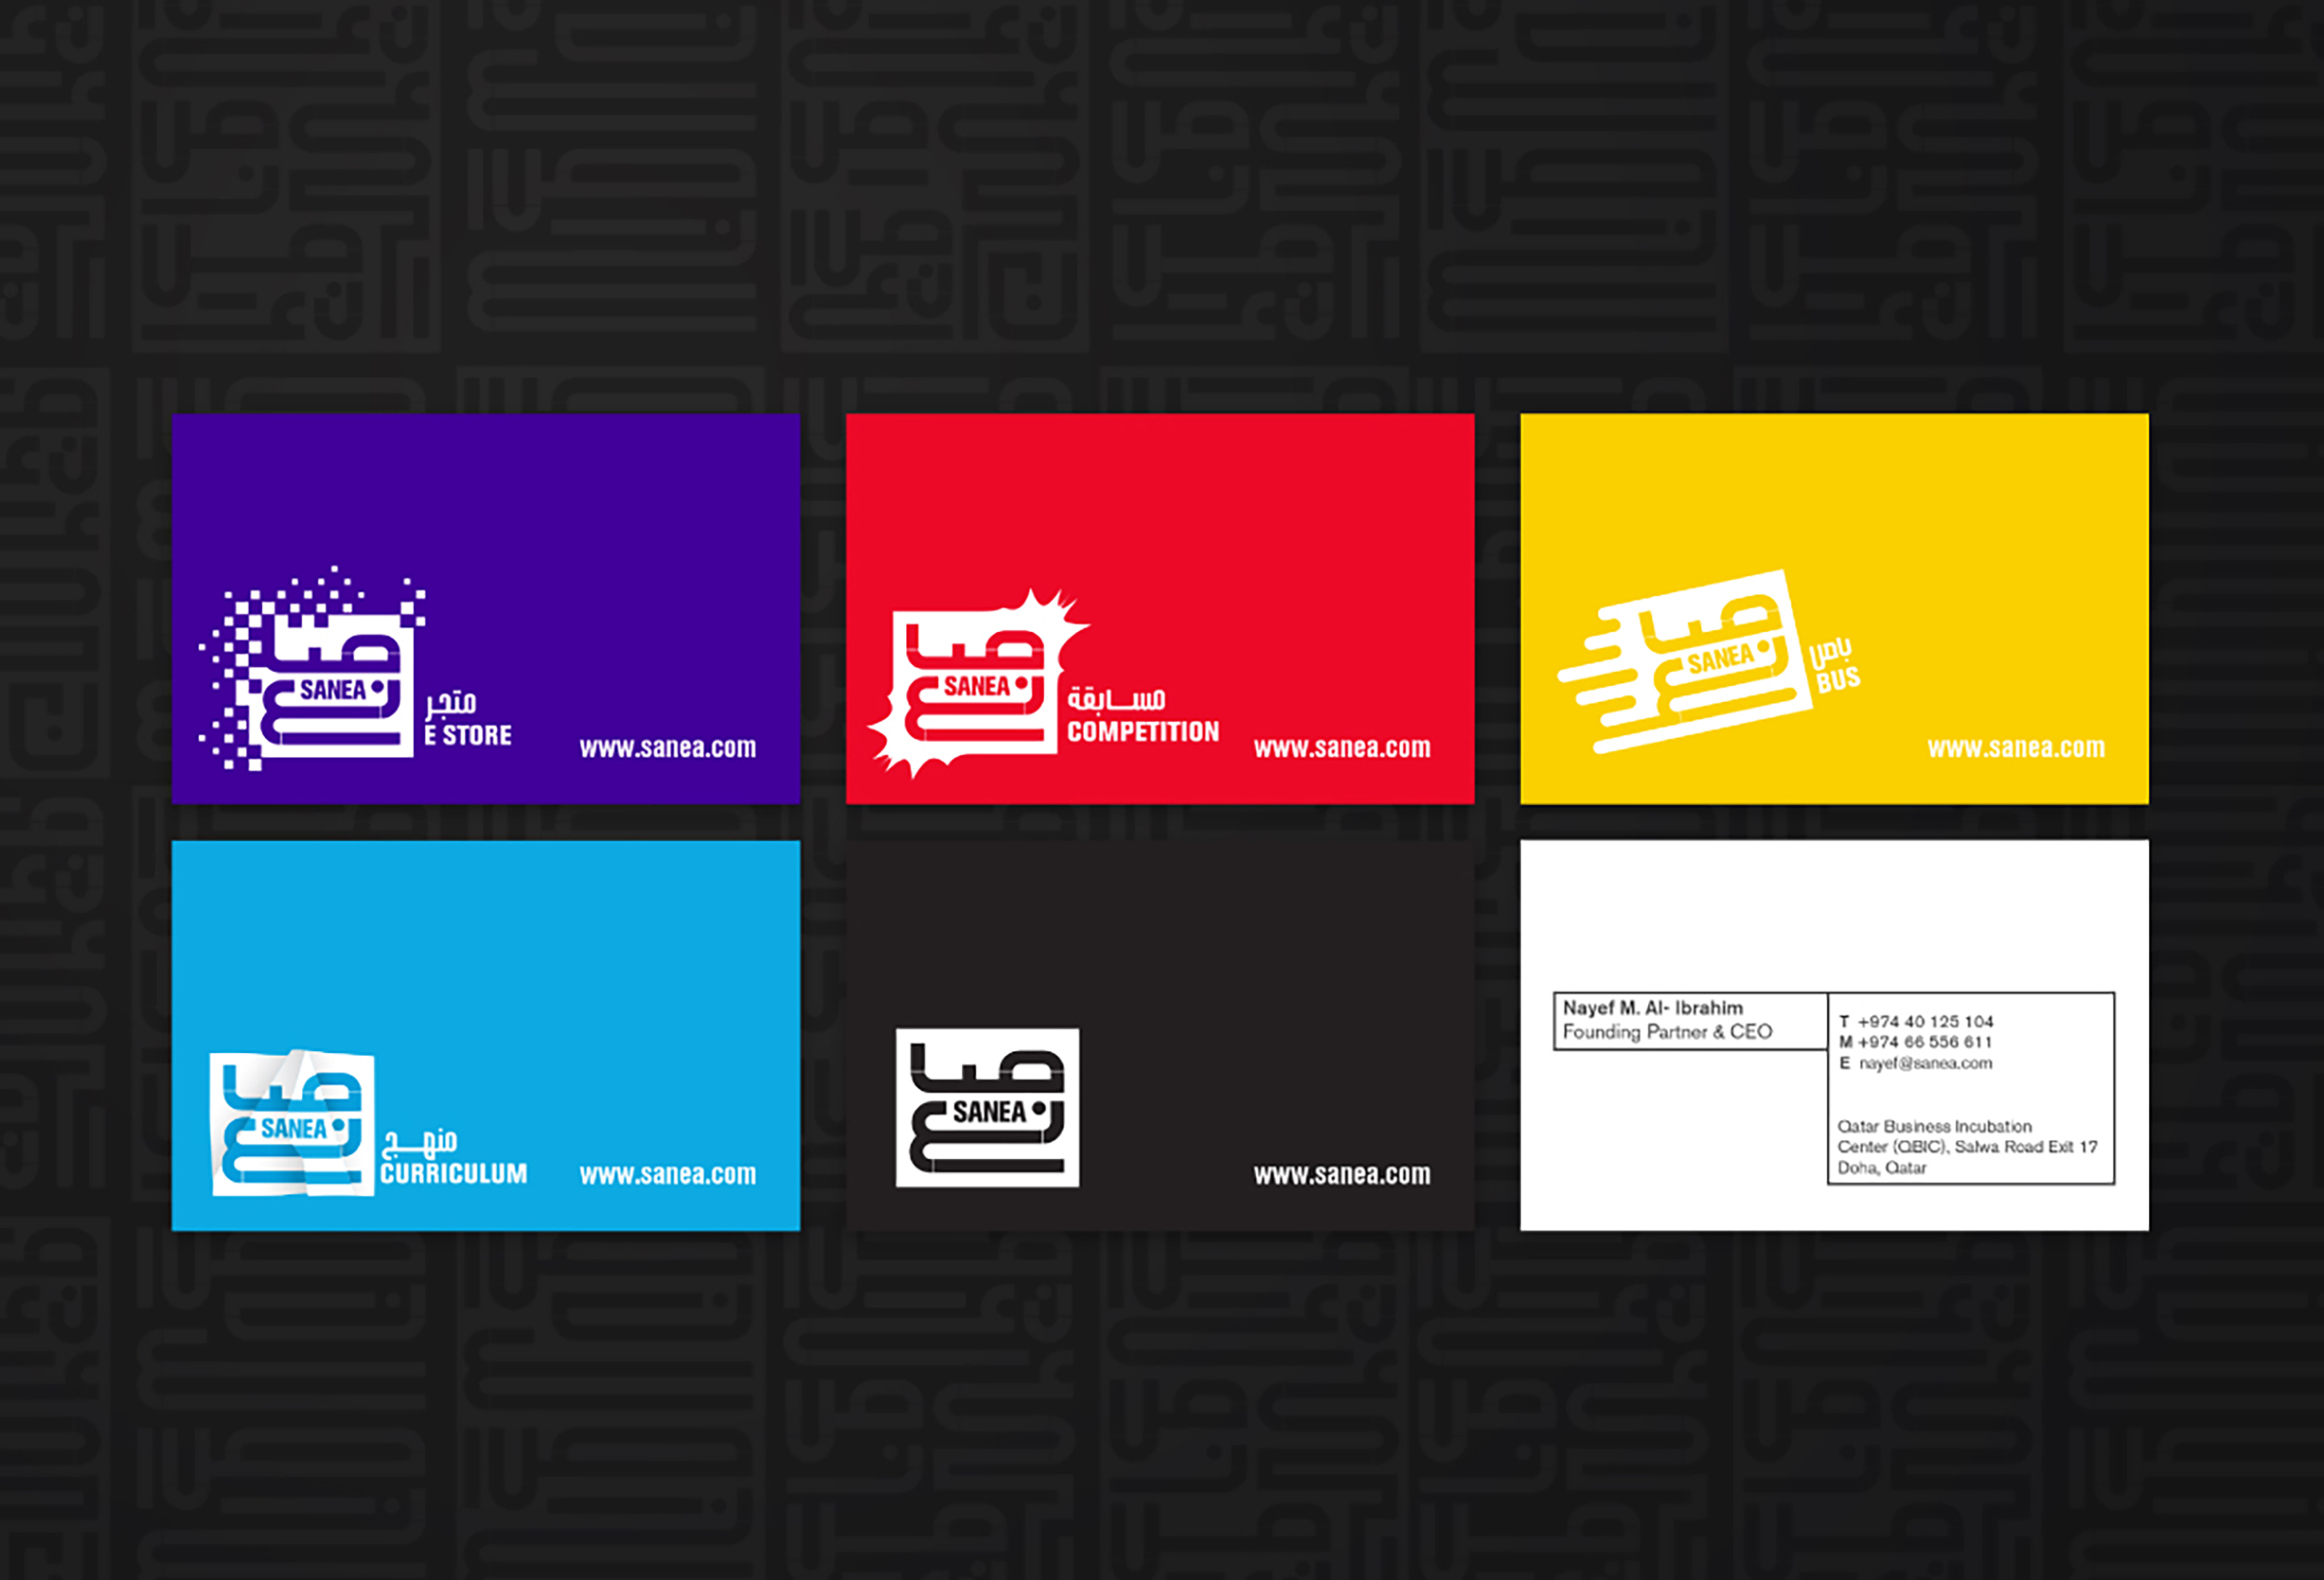 SANEA
متجر
E STORE
www.sanea.com
SANEA
مسابقة
COMPETITION
www.sanea.com
SANEA
باص
BUS
www.sanea.com
SANEA
منهج
CURRICULUM
www.sanea.com
SANEA
www.sanea.com
Nayef M. Al- Ibrahim
Founding Partner & CEO
T +974 40 125 104
M +974 66 556 611
E nayef@sanea.com
Qatar Business Incubation
Center (QBIC), Salwa Road Exit 17
Doha, Qatar